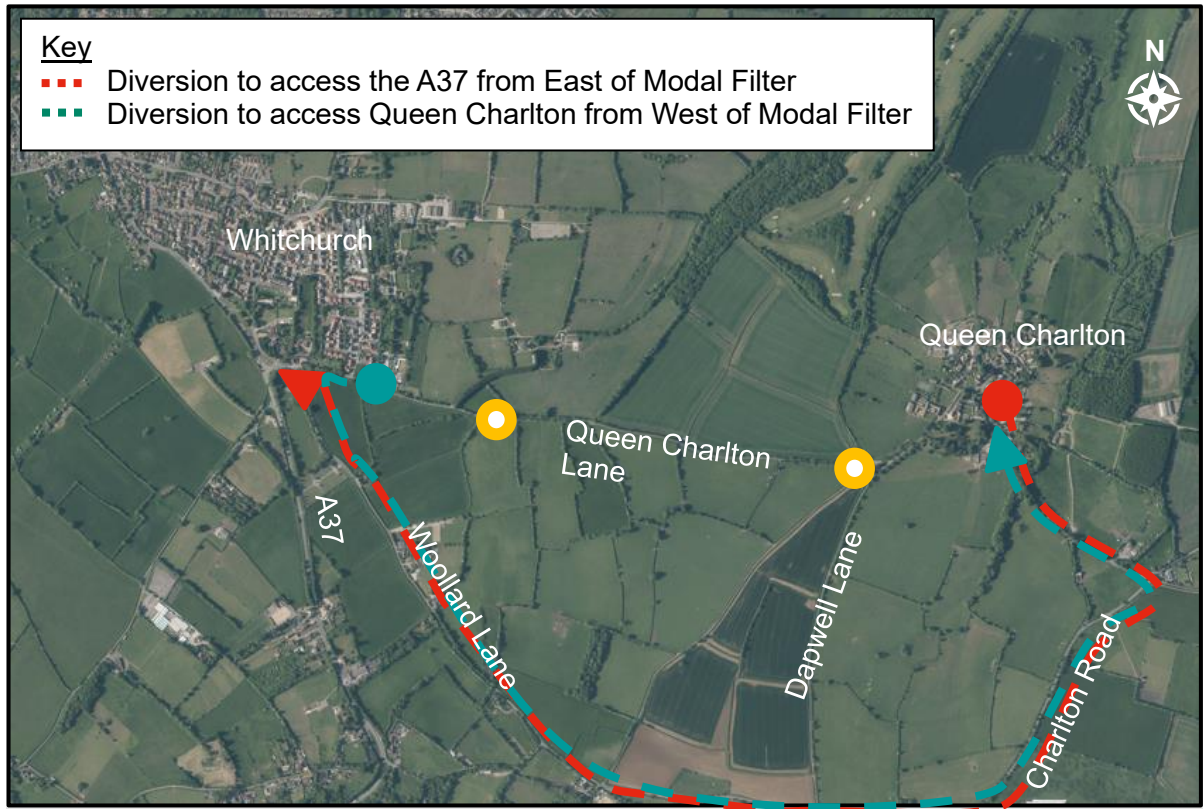 Key
Diversion to access the A37 from East of Modal Filter
Diversion to access Queen Charlton from West of Modal Filter
N
Whitchurch
Queen Charlton
Queen Charlton
Lane
A37
Woollard Lane
Dapwell Lane
Charlton Road